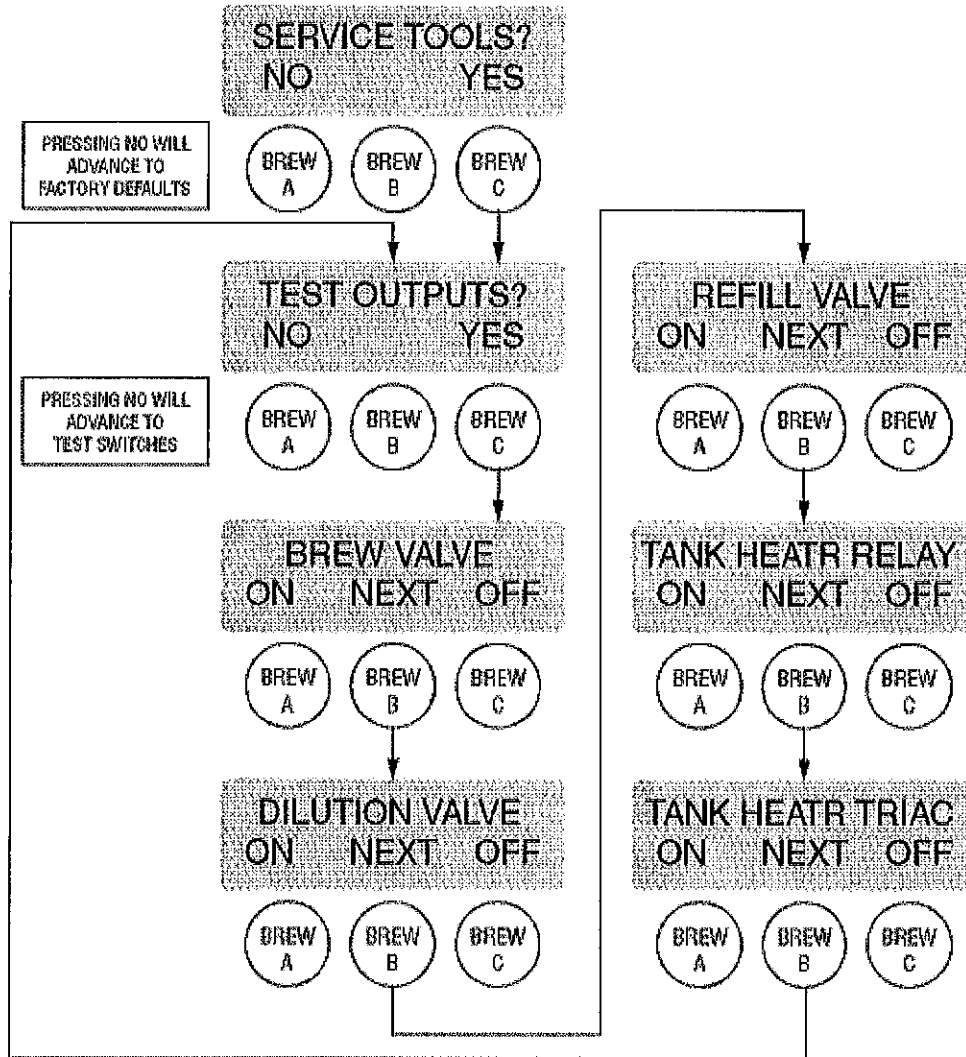 SERVICE TOOLS?
NO YES
PRESSING NO WILL
ADVANCE TO
FACTORY DEFAULTS
BREW A
BREW B
BREW C
TEST OUTPUTS?
NO YES
PRESSING NO WILL
ADVANCE TO
TEST SWITCHES
BREW A
BREW B
BREW C
BREW VALVE
ON NEXT OFF
BREW A
BREW B
BREW C
DILUTION VALVE
ON NEXT OFF
BREW A
BREW B
BREW C
REFILL VALVE
ON NEXT OFF
BREW A
BREW B
BREW C
TANK HEATR RELAY
ON NEXT OFF
BREW A
BREW B
BREW C
TANK HEATR TRIAC
ON NEXT OFF
BREW A
BREW B
BREW C